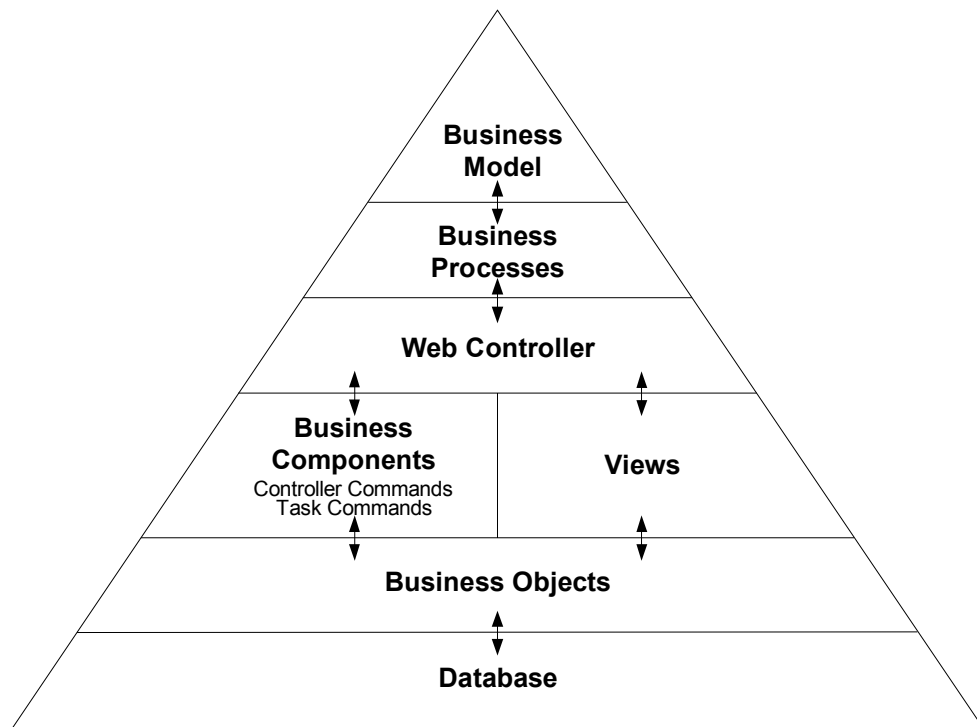 Business
Model
Business
Processes
Web Controller
Business
Components
Controller Commands
Task Commands
Views
Business Objects
Database